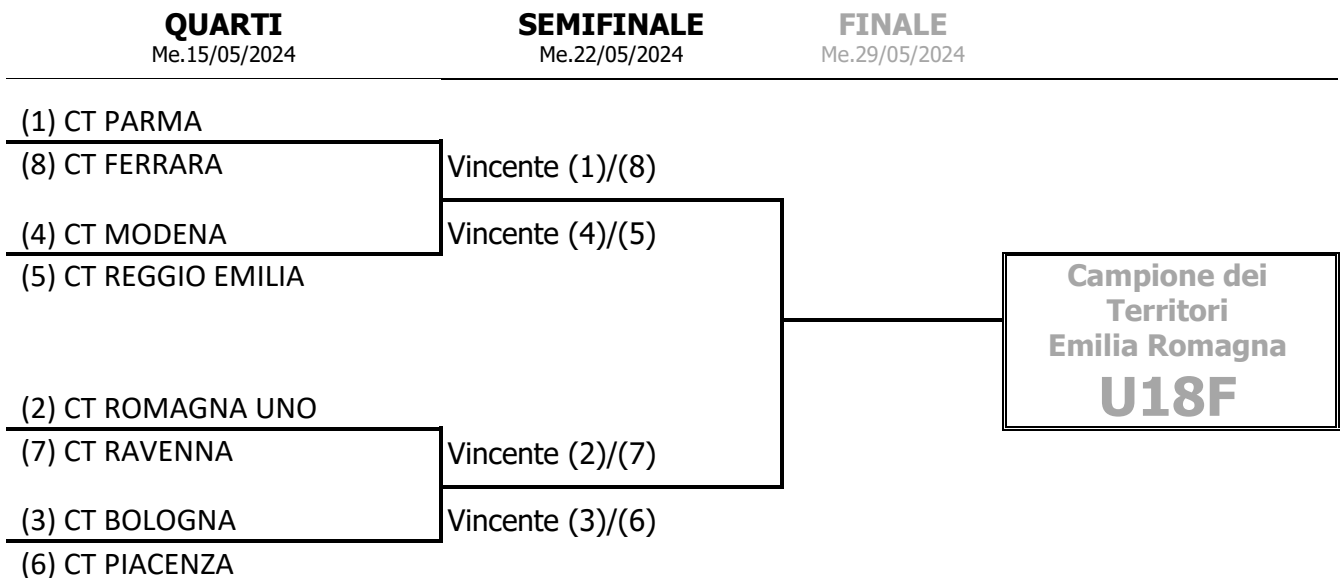 QUARTI SEMIFINALE FINALE
Me.15/05/2024 Me.22/05/2024 Me.29/05/2024
(1) CT PARMA
(8) CT FERRARA Vincente (1)/(8)
(4) CT MODENA Vincente (4)/(5)
(5) CT REGGIO EMILIA
Campione dei
Territori
Emilia Romagna
U18F
(2) CT ROMAGNA UNO
(7) CT RAVENNA Vincente (2)/(7)
(3) CT BOLOGNA Vincente (3)/(6)
(6) CT PIACENZA